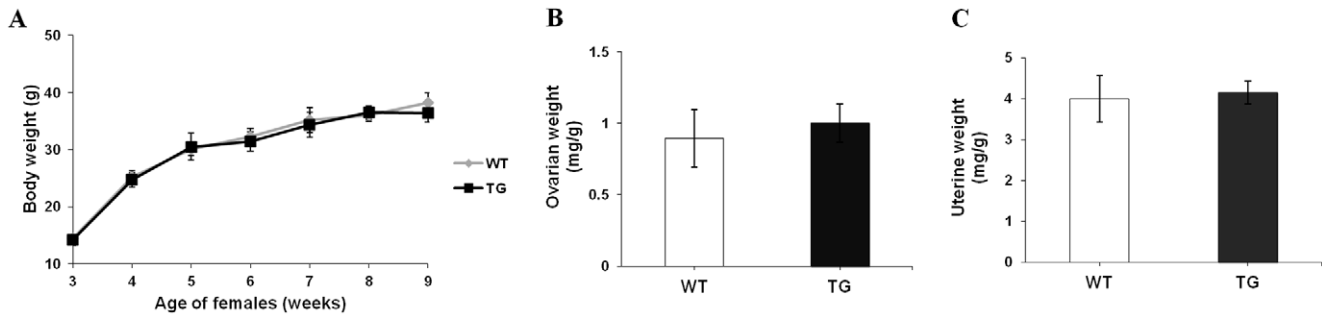 A
50
40
30
20
10
Body weight (g)
3 4 5 6 7 8 9
Age of females (weeks)
WT
TG
B
1.5
1
0.5
0
Ovarian weight
(mg/g)
WT TG
C
5
4
3
2
1
0
Uterine weight
(mg/g)
WT TG